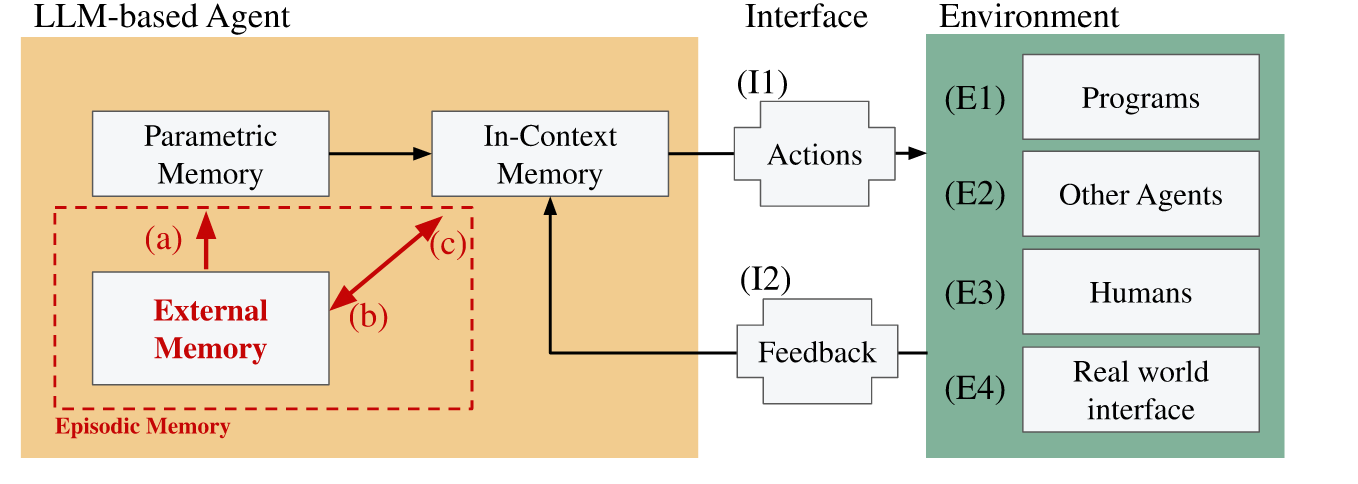 LLM-based Agent
Interface
Environment
Parametric
Memory
In-Context
Memory
(I1)
Actions
(E1)
Programs
(E2)
Other Agents
(a)
(c)
External
Memory
(b)
Episodic Memory
(I2)
Feedback
(E3)
Humans
(E4)
Real world
interface